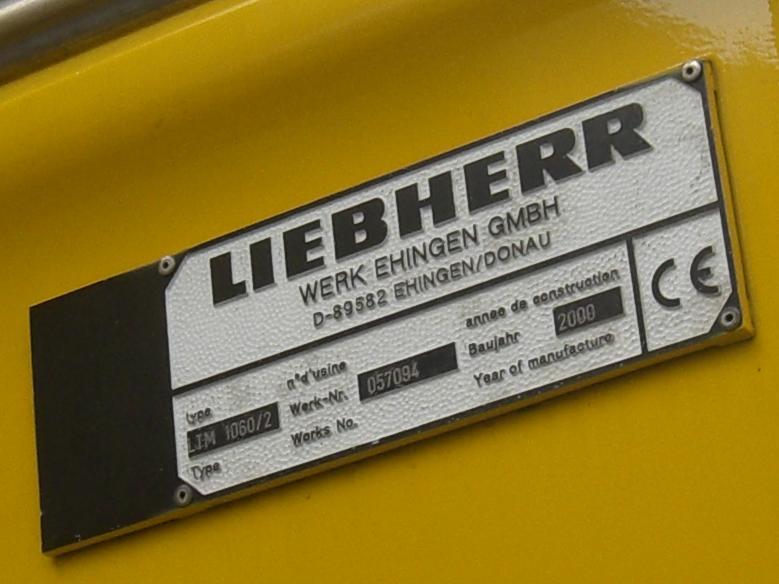 LIEBHERR
WERK EHINGEN GMBH
D-89582 EHINGEN/DONAU
type
LTM 1060/2
Type
n°d'usine
Werk-Nr. 057094
Works No.
annee de construction
Baujahr 2000
Year of manufacture
CE